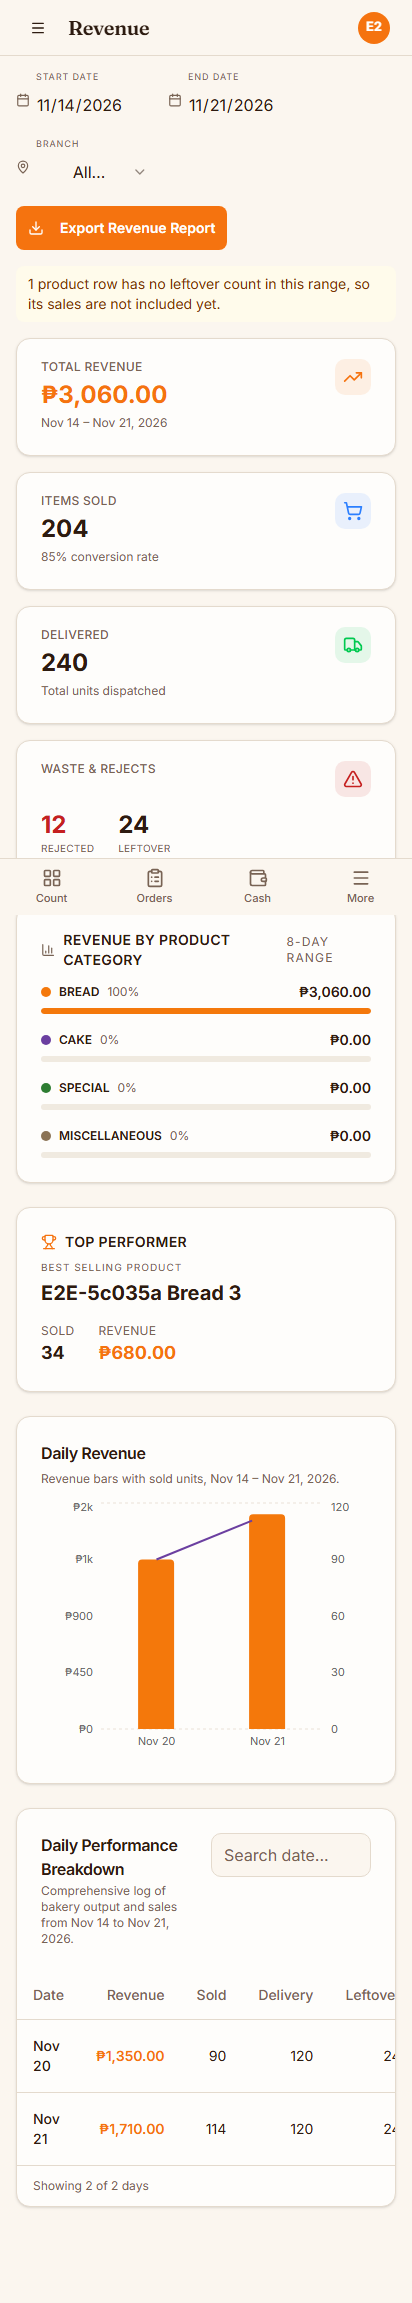 Revenue
E2
START DATE
END DATE
11/14/2026
11/21/2026
BRANCH
All...
Export Revenue Report
1 product row has no leftover count in this range, so
its sales are not included yet.
TOTAL REVENUE
₱3,060.00
Nov 14 – Nov 21, 2026
ITEMS SOLD
204
85% conversion rate
DELIVERED
240
Total units dispatched
WASTE & REJECTS
12
24
REJECTED
LEFTOVER
Count
Orders
Cash
More
REVENUE BY PRODUCT
CATEGORY
8-DAY
RANGE
BREAD 100% ₱3,060.00
CAKE 0% ₱0.00
SPECIAL 0% ₱0.00
MISCELLANEOUS 0% ₱0.00
TOP PERFORMER
BEST SELLING PRODUCT
E2E-5c035a Bread 3
SOLD
REVENUE
34
₱680.00
Daily Revenue
Revenue bars with sold units, Nov 14 – Nov 21, 2026.
₱2k
120
₱1k
90
₱900
60
₱450
30
₱0
0
Nov 20
Nov 21
Daily Performance
Breakdown
Search date...
Comprehensive log of
bakery output and sales
from Nov 14 to Nov 21,
2026.
Date Revenue Sold Delivery Leftove
Nov
20
₱1,350.00 90 120 24
Nov
21
₱1,710.00 114 120
Showing 2 of 2 days